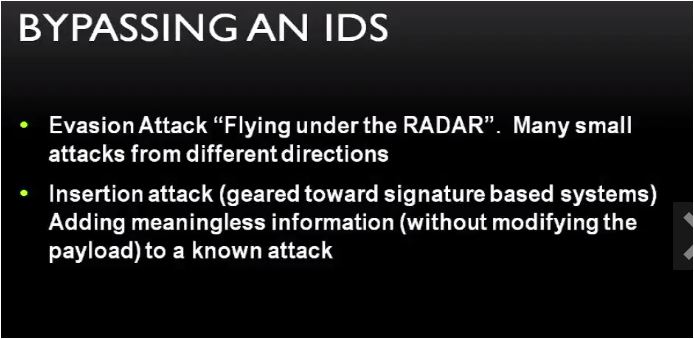 BYPASSING AN IDS
• Evasion Attack “Flying under the RADAR”. Many small
attacks from different directions
• Insertion attack (geared toward signature based systems)
Adding meaningless information (without modifying the
payload) to a known attack